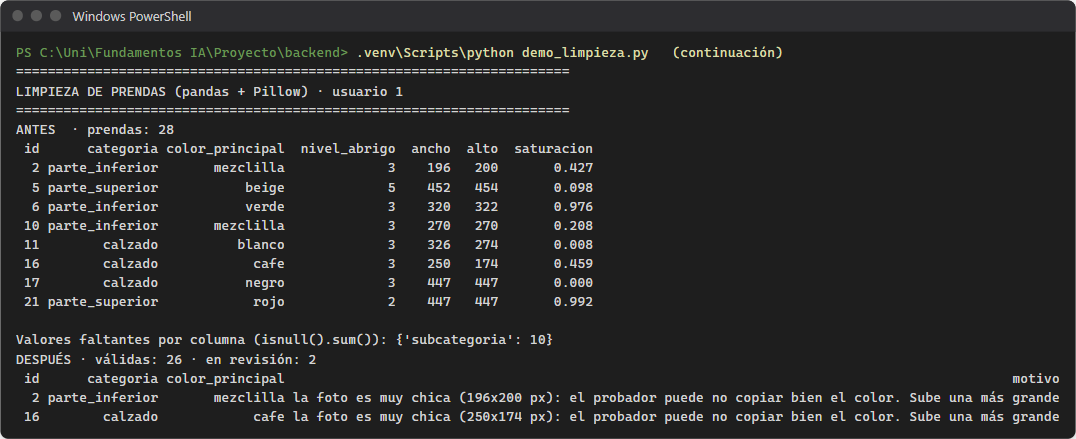 Windows PowerShell
PS C:\Uni\Fundamentos IA\Proyecto\backend> .venv\Scripts\python demo_limpieza.py   (continuación)
======================================================================
LIMPIEZA DE PRENDAS (pandas + Pillow) · usuario 1
======================================================================
ANTES  · prendas: 28
 id      categoria color_principal  nivel_abrigo  ancho  alto  saturacion
  2 parte_inferior       mezclilla             3    196   200       0.427
  5 parte_superior           beige             5    452   454       0.098
  6 parte_inferior           verde             3    320   322       0.976
 10 parte_inferior       mezclilla             3    270   270       0.208
 11        calzado          blanco             3    326   274       0.008
 16        calzado            cafe             3    250   174       0.459
 17        calzado           negro             3    447   447       0.000
 21 parte_superior            rojo             2    447   447       0.992
Valores faltantes por columna (isnull().sum()): {'subcategoria': 10}
DESPUÉS · válidas: 26 · en revisión: 2
 id      categoria color_principal                                                                                            motivo
  2 parte_inferior       mezclilla la foto es muy chica (196x200 px): el probador puede no copiar bien el color. Sube una más grande
 16        calzado            cafe la foto es muy chica (250x174 px): el probador puede no copiar bien el color. Sube una más grande